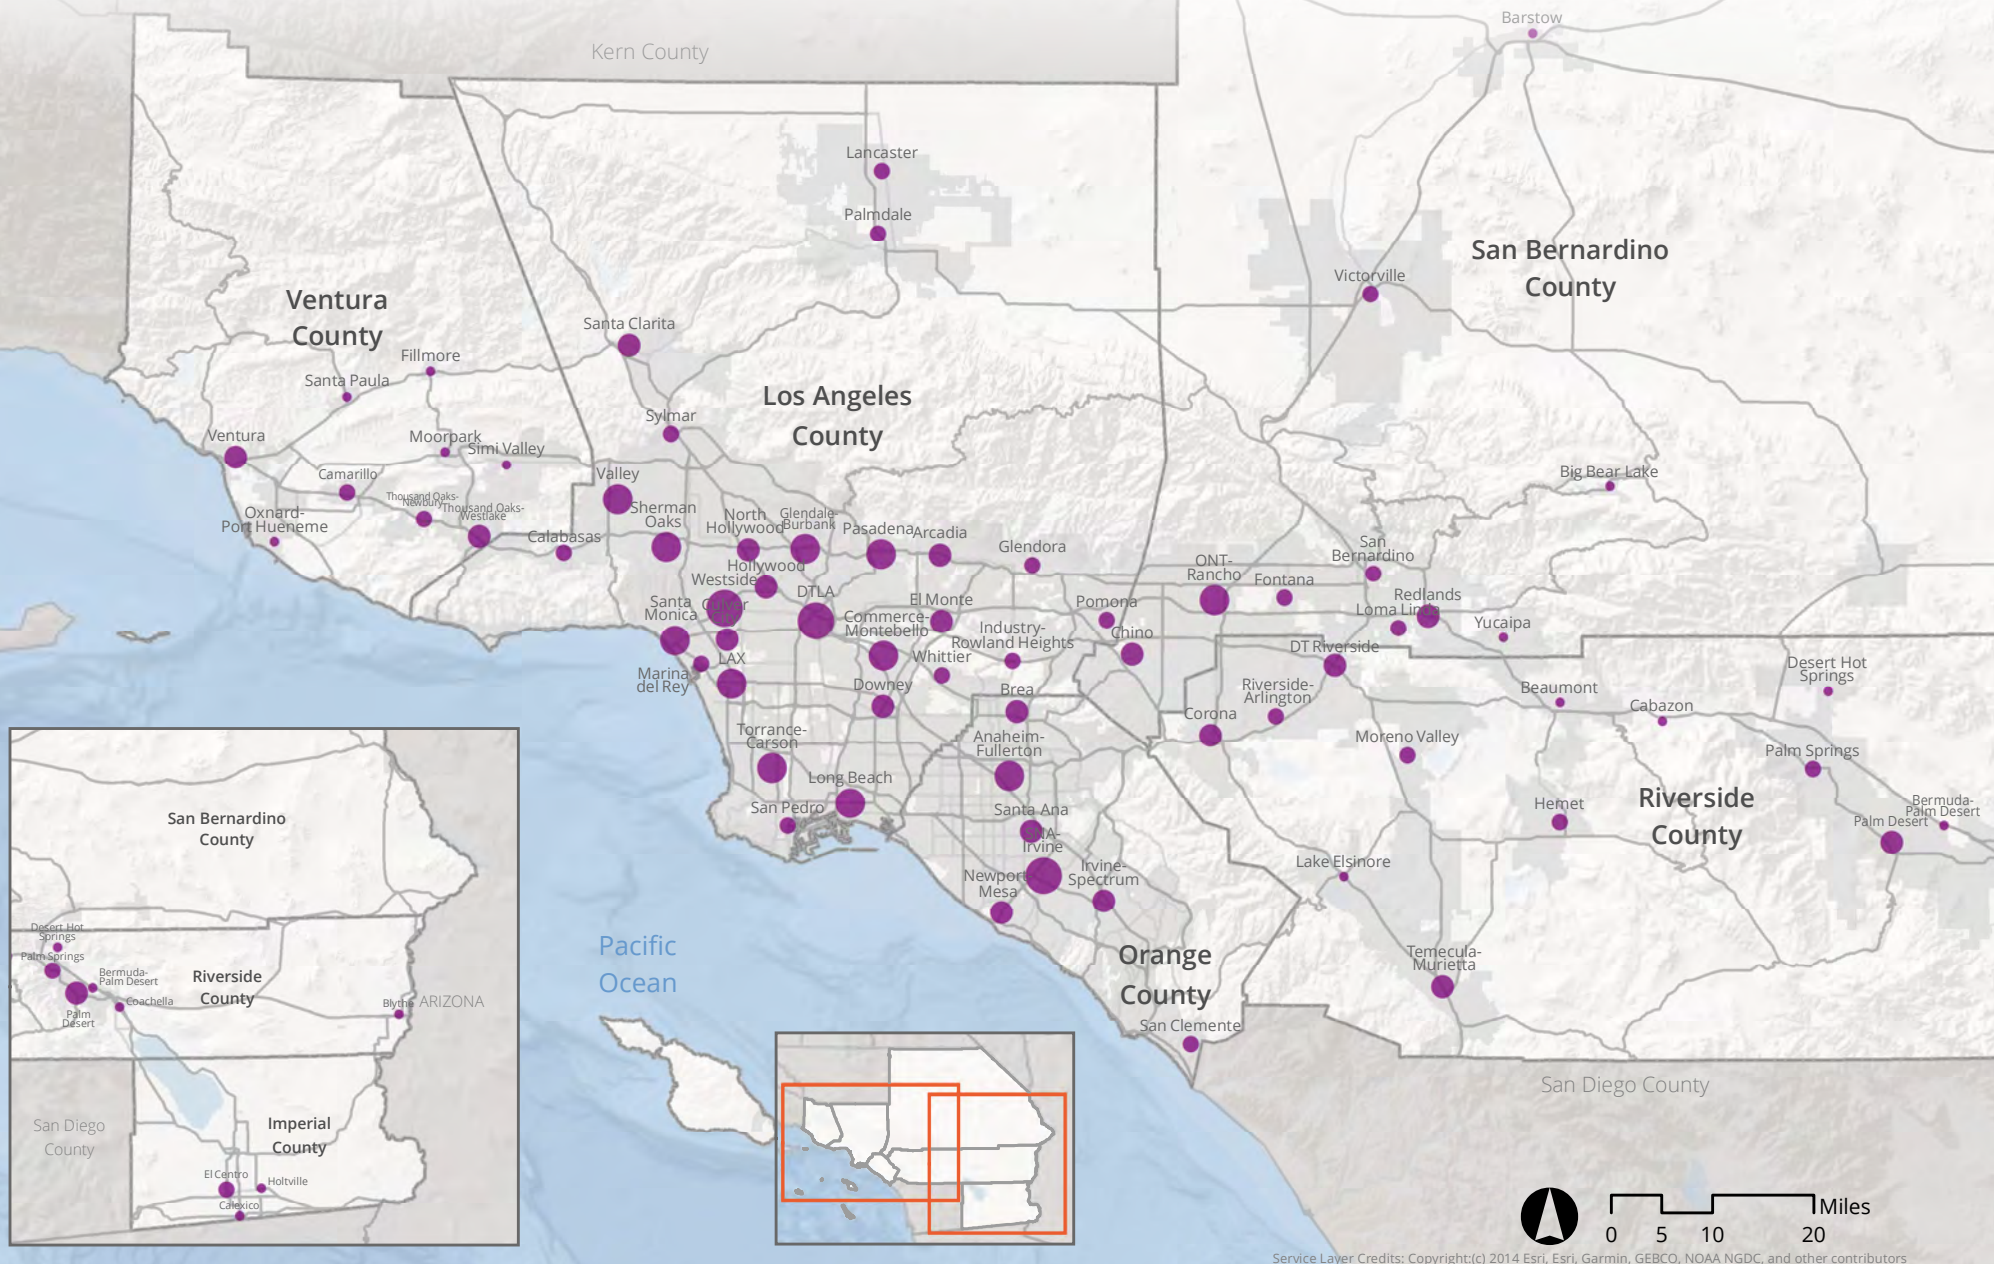 Barstow
Kern County
Lancaster
Palmdale
San Bernardino
County
Victorville
Ventura
County
Santa Clarita
Fillmore
Santa Paula
Los Angeles
County
Sylmar
Ventura
Moorpark
Simi Valley
Valley
Camarillo
Big Bear Lake
Thousand Oaks-
Newbury
Thousand Oaks-
Westlake
Oxnard-
Port Hueneme
Calabasas
Sherman
Oaks
North
Hollywood
Glendale-
Burbank
Pasadena
Arcadia
Glendora
San
Bernardino
ONT-
Rancho
Fontana
Hollywood
Westside
DTLA
Santa
Monica
Culver
El Monte
Pomona
Redlands
Loma Linda
Yucaipa
Commerce-
Montebello
Industry-
Rowland Heights
Chino
DT Riverside
Whittier
LAX
Marina
del Rey
Downey
Brea
Desert Hot
Springs
Riverside-
Arlington
Beaumont
Cabazon
Corona
Torrance-
Carson
Anaheim-
Fullerton
Moreno Valley
Palm Springs
Long Beach
San Pedro
Santa Ana
Hemet
Riverside
County
Bermuda-
Palm Desert
Palm Desert
SNA-
Irvine
Irvine-
Spectrum
Newport
Mesa
Lake Elsinore
Temecula-
Murietta
Orange
County
San Clemente
Pacific
Ocean
San Diego County
San Bernardino
County
Desert Hot
Springs
Palm Springs
Bermuda-
Palm Desert
Riverside
County
Coachella
Palm
Desert
Blythe
ARIZONA
San Diego
County
Imperial
County
El Centro
Holtville
Calexico
Miles
0 5 10 20
Service Layer Credits: Copyright:(c) 2014 Esri, Esri, Garmin, GEBCO, NOAA NGDC, and other contributors